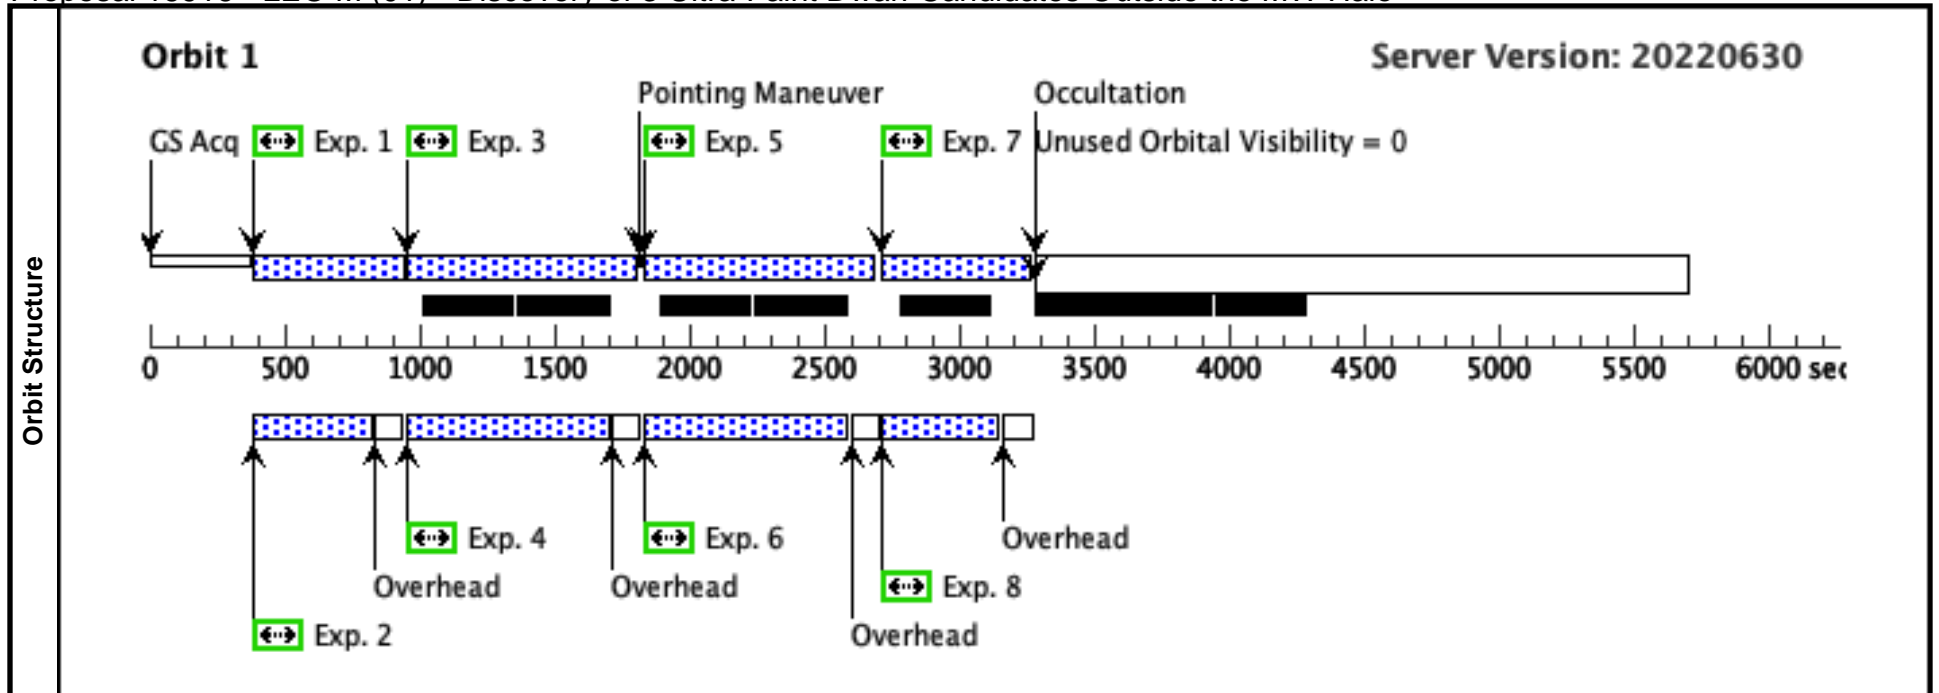 Orbit 1
Server Version: 20220630
Pointing Maneuver
Occultation
GS Acq
Exp. 1
Exp. 3
Exp. 5
Exp. 7
Unused Orbital Visibility = 0
Orbit Structure
0 500 1000 1500 2000 2500 3000 3500 4000 4500 5000 5500 6000 sec
Exp. 4
Exp. 6
Overhead
Overhead
Overhead
Exp. 8
Exp. 2
Overhead